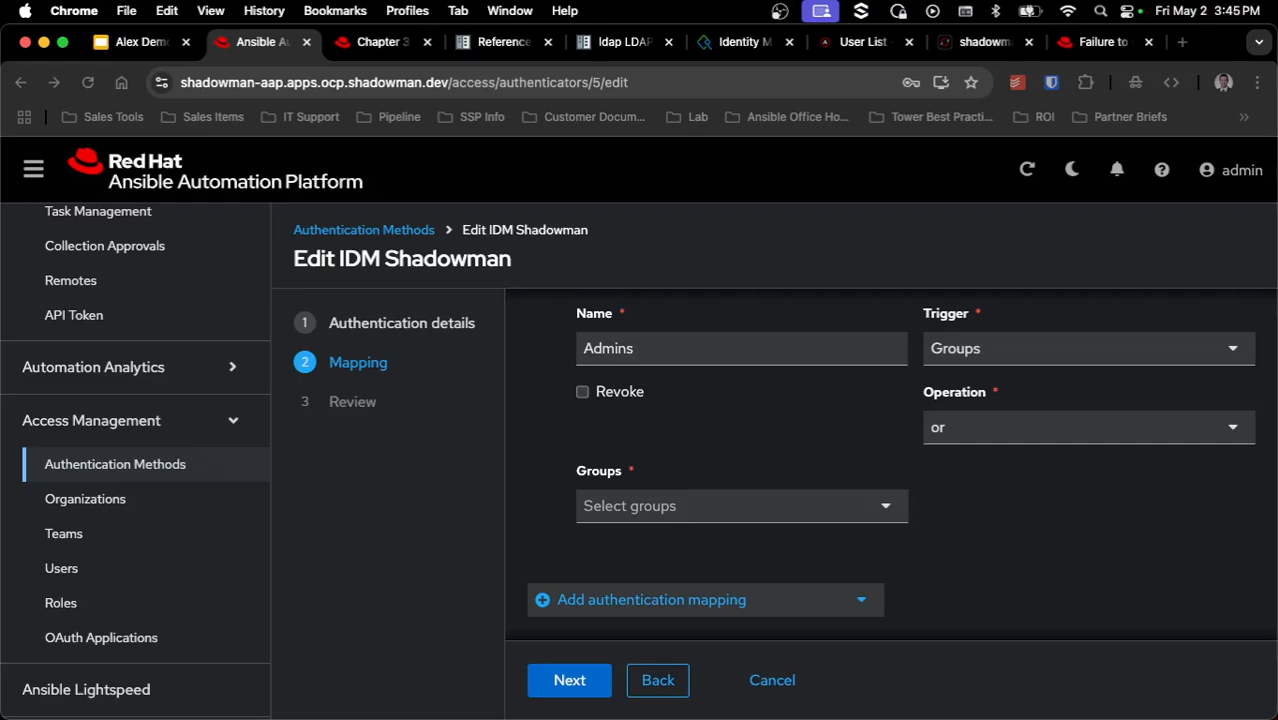 Chrome File Edit View History Bookmarks Profiles Tab Window Help Fri May 2 3:45 PM
Alex Demo Ansible Au Chapter 3 Reference ldap LDAP Identity M User List - shadowm Failure to
shadowman-aap.apps.ocp.shadowman.dev/access/authenticators/5/edit
Sales Tools Sales Items IT Support Pipeline SSP Info Customer Docum... Lab Ansible Office Ho... Tower Best Practi... ROI Partner Briefs
Red Hat
Ansible Automation Platform
admin
Task Management
Collection Approvals
Remotes
API Token
Automation Analytics
Access Management
Authentication Methods
Organizations
Teams
Users
Roles
OAuth Applications
Ansible Lightspeed
Authentication Methods > Edit IDM Shadowman
Edit IDM Shadowman
1 Authentication details
2 Mapping
3 Review
Name *
Admins
Trigger *
Groups
Revoke
Operation *
or
Groups *
Select groups
Add authentication mapping
Next Back Cancel